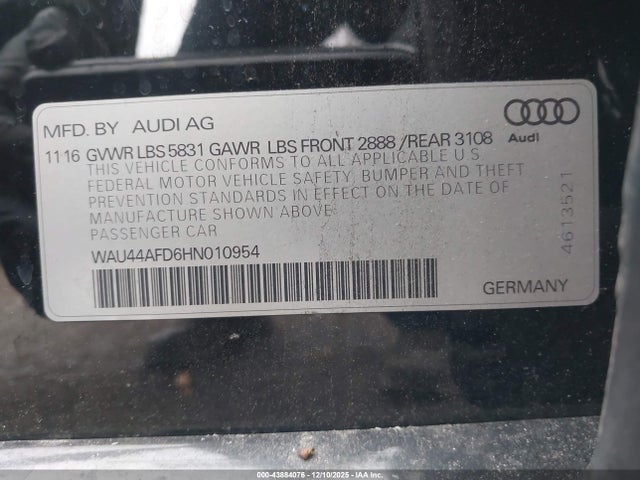 MFD. BY AUDI AG
11 16 GVWR LBS 5831 GAWR LBS FRONT 2888 /REAR 3108
THIS VEHICLE CONFORMS TO ALL APPLICABLE U S
FEDERAL MOTOR VEHICLE SAFETY, BUMPER AND THEFT
PREVENTION STANDARDS IN EFFECT ON THE DATE OF
MANUFACTURE SHOWN ABOVE
PASSENGER CAR
WAU44AFD6HN010954
Audi
4613521
GERMANY
000-43884076 - 12/10/2025 - IAA Inc.